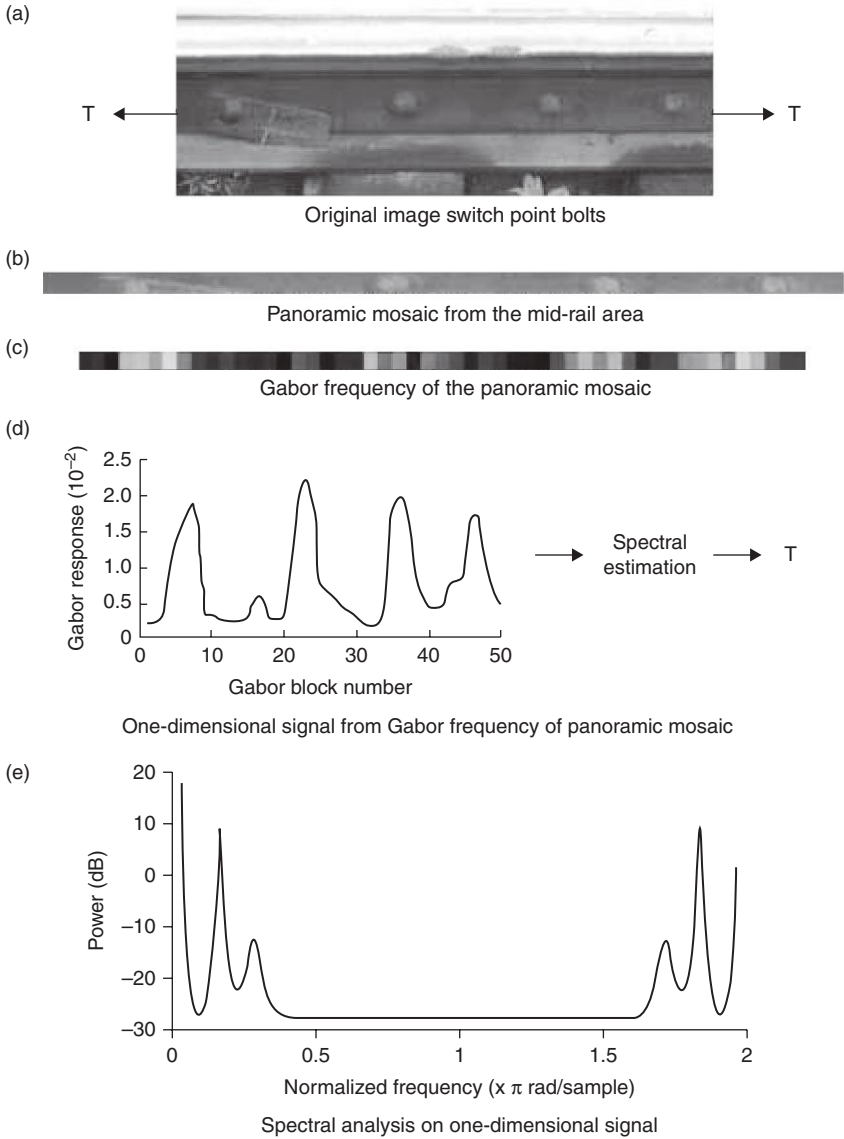 (a)
T
T
Original image switch point bolts
(b)
Panoramic mosaic from the mid-rail area
(c)
Gabor frequency of the panoramic mosaic
(d)
Gabor response (10⁻²)
2.5
2.0
1.5
1.0
0.5
0
0 10 20 30 40 50
Gabor block number
Spectral
estimation
T
One-dimensional signal from Gabor frequency of panoramic mosaic
(e)
Power (dB)
20
10
0
–10
–20
–30
0 0.5 1 1.5 2
Normalized frequency (x π rad/sample)
Spectral analysis on one-dimensional signal